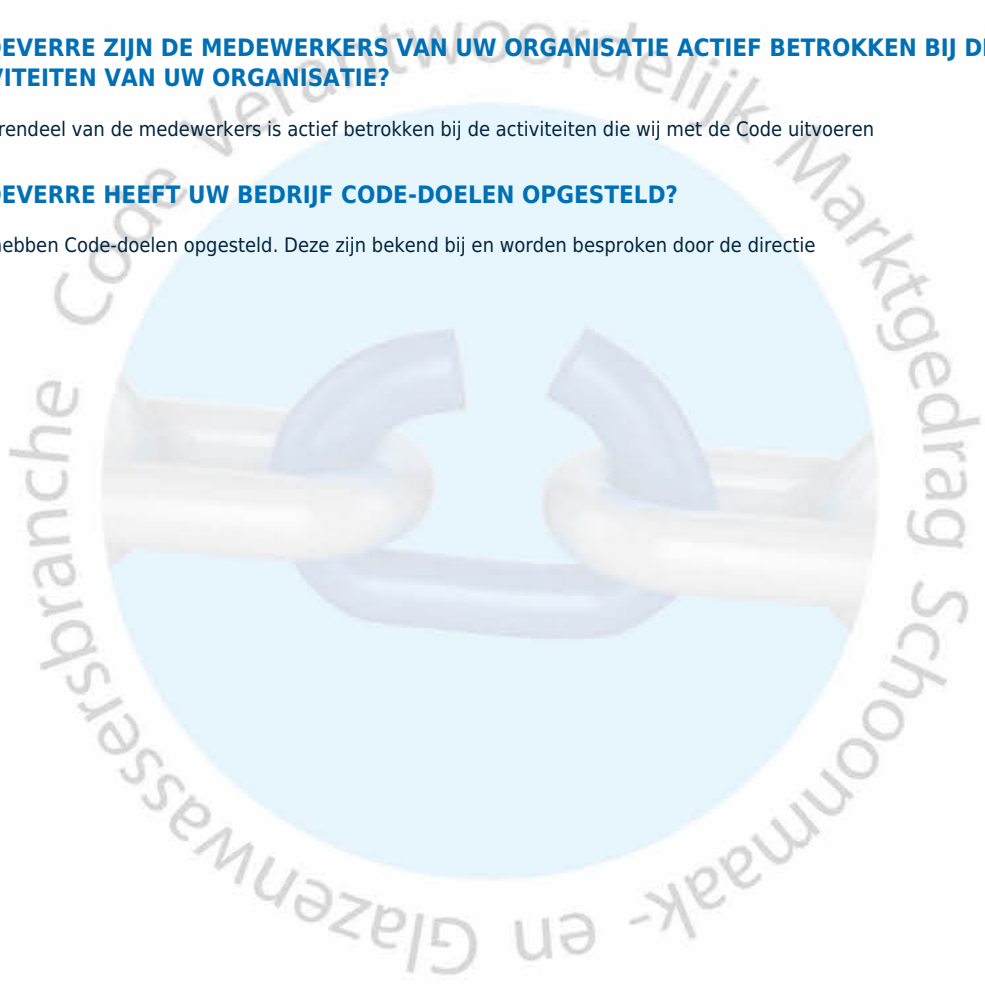 OEVERRE ZIJN DE MEDEWERKERS VAN UW ORGANISATIE ACTIEF BETROKKEN BIJ DE
VITEITEN VAN UW ORGANISATIE?
rendeel van de medewerkers is actief betrokken bij de activiteiten die wij met de Code uitvoeren
OEVERRE HEEFT UW BEDRIJF CODE-DOELEN OPGESTELD?
hebben Code-doelen opgesteld. Deze zijn bekend bij en worden besproken door de directie
Code Verantwoordelijk Marktgedrag Schoonmaak- en Glazenwassersbranche